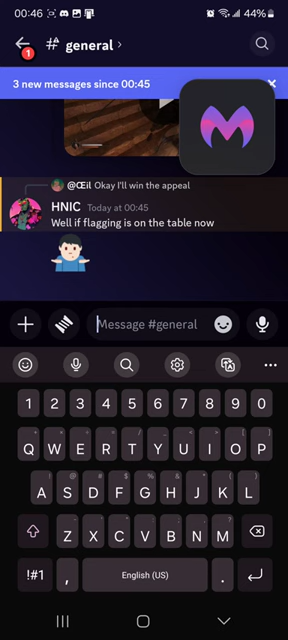 00:46
44%
1
# general ›
3 new messages since 00:45
@Œil Okay I'll win the appeal
HNIC Today at 00:45
Well if flagging is on the table now
Message #general
1 2 3 4 5 6 7 8 9 0
Q W E R T Y U I O P
A S D F G H J K L
Z X C V B N M
!#1 , English (US) .